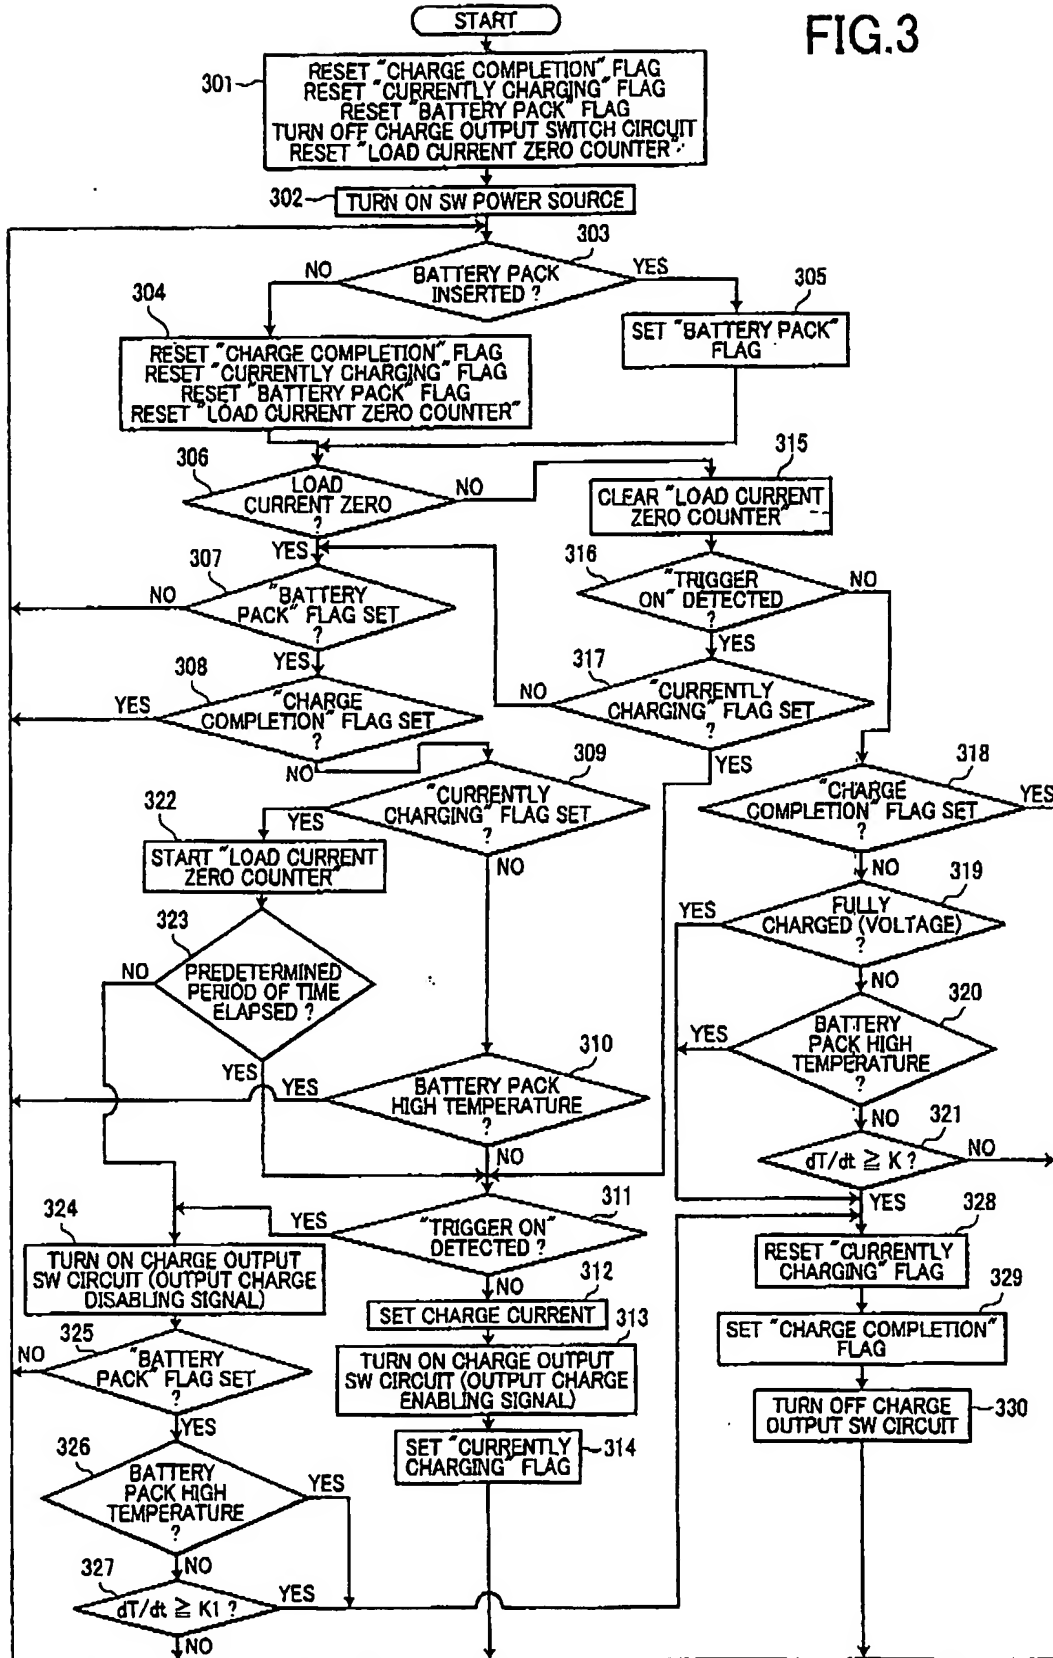 START
FIG.3
301
RESET "CHARGE COMPLETION" FLAG
RESET "CURRENTLY CHARGING" FLAG
RESET "BATTERY PACK" FLAG
TURN OFF CHARGE OUTPUT SWITCH CIRCUIT
RESET "LOAD CURRENT ZERO COUNTER"
302
TURN ON SW POWER SOURCE
303
BATTERY PACK
INSERTED ?
NO
YES
304
RESET "CHARGE COMPLETION" FLAG
RESET "CURRENTLY CHARGING" FLAG
RESET "BATTERY PACK" FLAG
RESET "LOAD CURRENT ZERO COUNTER"
305
SET "BATTERY PACK"
FLAG
306
LOAD
CURRENT ZERO
?
NO
YES
315
CLEAR "LOAD CURRENT
ZERO COUNTER"
307
"BATTERY
PACK" FLAG SET
?
NO
YES
316
"TRIGGER
ON" DETECTED
?
NO
YES
308
"CHARGE
COMPLETION" FLAG SET
?
YES
NO
317
"CURRENTLY
CHARGING" FLAG SET
?
NO
YES
309
"CURRENTLY
CHARGING" FLAG SET
?
YES
NO
318
"CHARGE
COMPLETION" FLAG SET
?
YES
NO
322
START "LOAD CURRENT
ZERO COUNTER"
319
FULLY
CHARGED (VOLTAGE)
?
YES
NO
323
PREDETERMINED
PERIOD OF TIME
ELAPSED ?
NO
YES
320
BATTERY
PACK HIGH
TEMPERATURE
?
YES
NO
310
BATTERY PACK
HIGH TEMPERATURE
?
YES
NO
321
dT/dt ≧ K ?
NO
YES
311
"TRIGGER ON"
DETECTED ?
YES
NO
324
TURN ON CHARGE OUTPUT
SW CIRCUIT (OUTPUT CHARGE
DISABLING SIGNAL)
328
RESET "CURRENTLY
CHARGING" FLAG
312
SET CHARGE CURRENT
329
SET "CHARGE COMPLETION"
FLAG
313
TURN ON CHARGE OUTPUT
SW CIRCUIT (OUTPUT CHARGE
ENABLING SIGNAL)
325
"BATTERY
PACK" FLAG SET
?
NO
YES
TURN OFF CHARGE
OUTPUT SW CIRCUIT
330
SET "CURRENTLY
CHARGING" FLAG
314
326
BATTERY
PACK HIGH
TEMPERATURE
?
YES
NO
327
dT/dt ≧ K1 ?
YES
NO